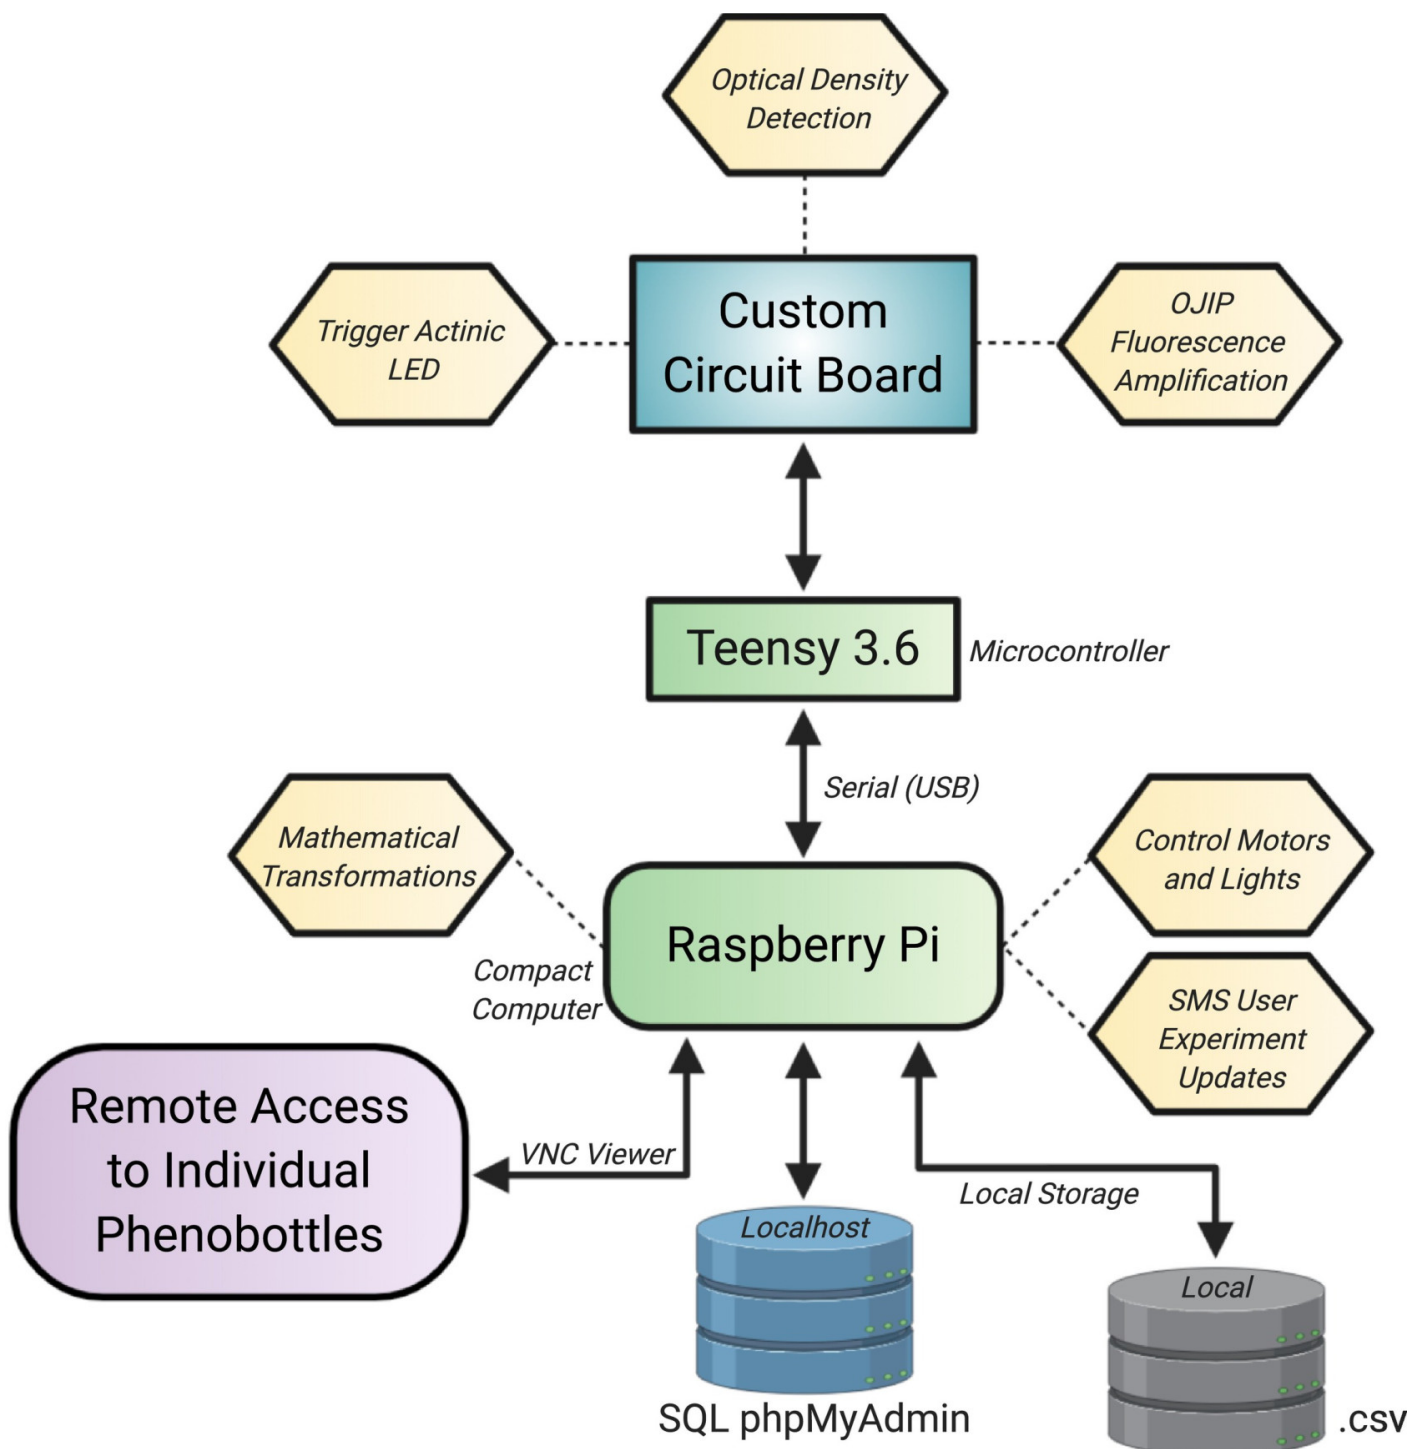 Optical Density
Detection
Trigger Actinic
LED
Custom
Circuit Board
OJIP
Fluorescence
Amplification
Teensy 3.6
Microcontroller
Serial (USB)
Mathematical
Transformations
Control Motors
and Lights
Raspberry Pi
Compact
Computer
SMS User
Experiment
Updates
Remote Access
to Individual
Phenobottles
VNC Viewer
Local Storage
Localhost
Local
SQL phpMyAdmin
.csv